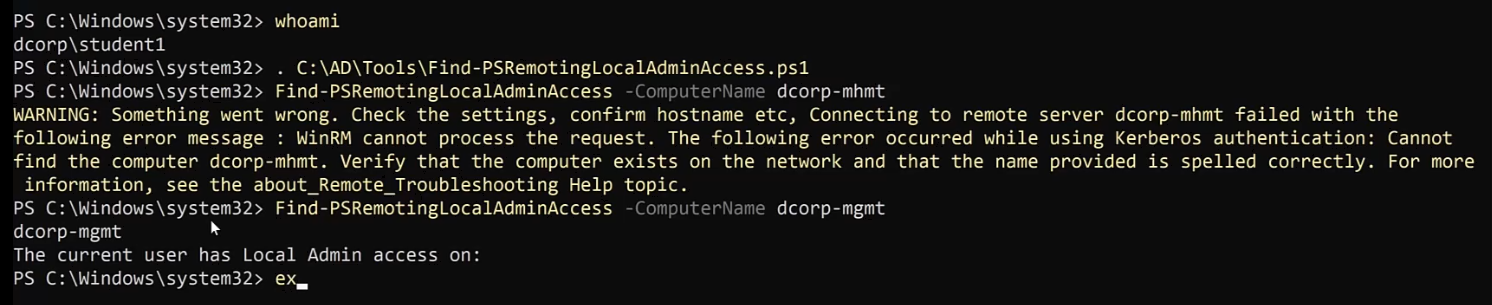 PS C:\Windows\system32> whoami
dcorp\student1
PS C:\Windows\system32> . C:\AD\Tools\Find-PSRemotingLocalAdminAccess.ps1
PS C:\Windows\system32> Find-PSRemotingLocalAdminAccess -ComputerName dcorp-mhmt
WARNING: Something went wrong. Check the settings, confirm hostname etc, Connecting to remote server dcorp-mhmt failed with the
following error message : WinRM cannot process the request. The following error occurred while using Kerberos authentication: Cannot
find the computer dcorp-mhmt. Verify that the computer exists on the network and that the name provided is spelled correctly. For more
 information, see the about_Remote_Troubleshooting Help topic.
PS C:\Windows\system32> Find-PSRemotingLocalAdminAccess -ComputerName dcorp-mgmt
dcorp-mgmt
The current user has Local Admin access on:
PS C:\Windows\system32> ex